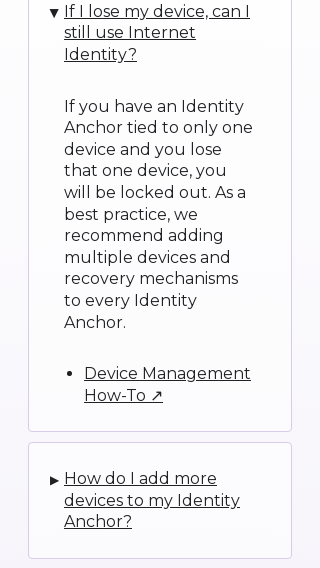 ▼ If I lose my device, can I
still use Internet
Identity?
If you have an Identity
Anchor tied to only one
device and you lose
that one device, you
will be locked out. As a
best practice, we
recommend adding
multiple devices and
recovery mechanisms
to every Identity
Anchor.
• Device Management
How-To ↗
▶ How do I add more
devices to my Identity
Anchor?